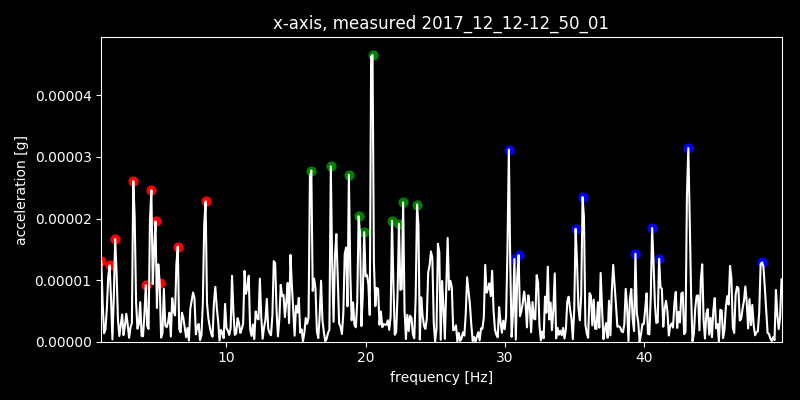 x-axis, measured 2017_12_12-12_50_01
acceleration [g]
0.00004
0.00003
0.00002
0.00001
0.00000
10 20 30 40
frequency [Hz]